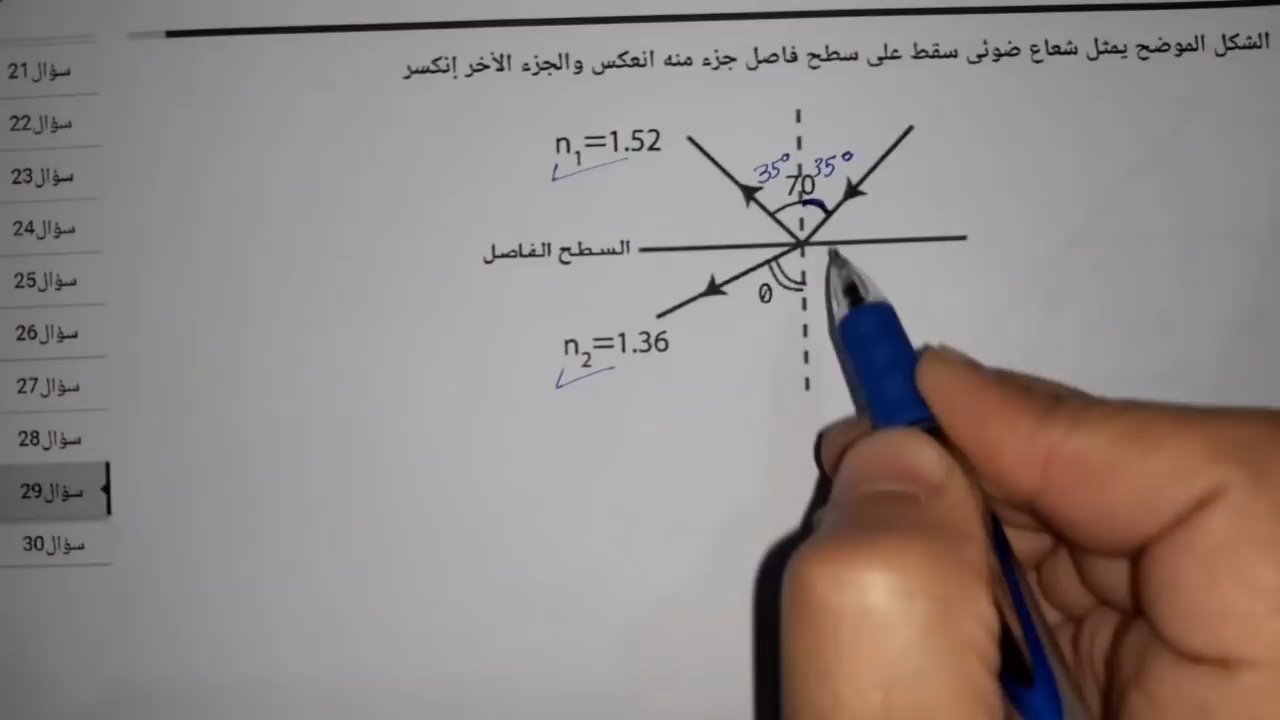 الشكل الموضح يمثل شعاع ضوئى سقط على سطح فاصل جزء منه انعكس والجزء الأخر إنكسر
سؤال21
سؤال22
سؤال23
سؤال24
سؤال25
سؤال26
سؤال27
سؤال28
سؤال29
سؤال30
n₁=1.52
35° 35°
70
السطح الفاصل
θ
n₂=1.36